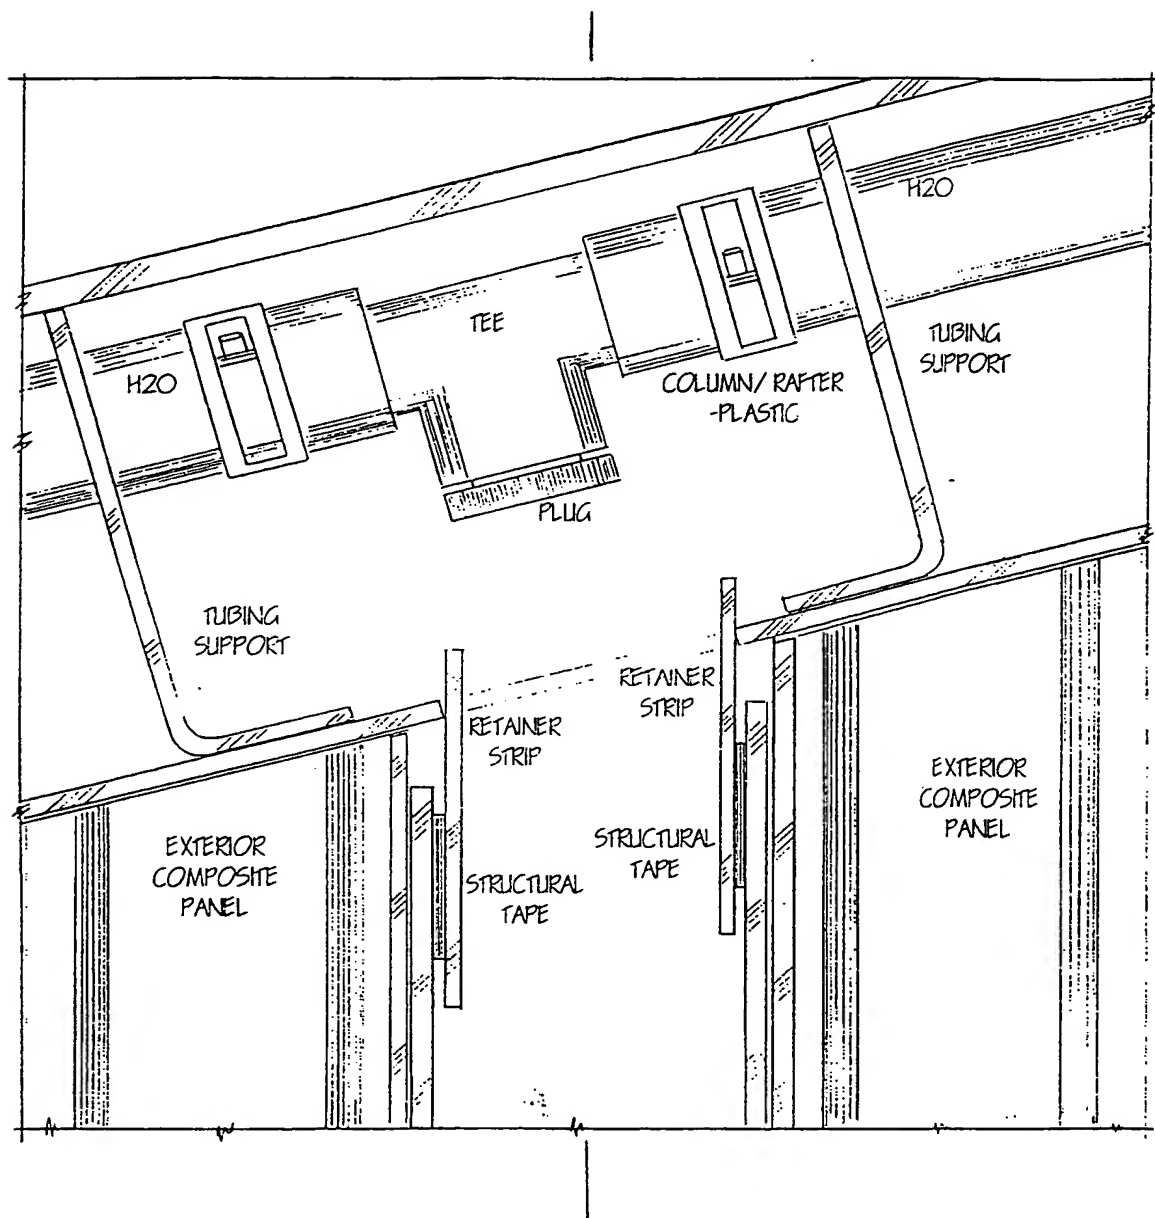 H2O
TEE
TUBING
SUPPORT
H2O
COLUMN/RAFTER
-PLASTIC
PLUG
TUBING
SUPPORT
RETAINER
STRIP
RETAINER
STRIP
EXTERIOR
COMPOSITE
PANEL
STRUCTURAL
TAPE
EXTERIOR
COMPOSITE
PANEL
STRUCTURAL
TAPE